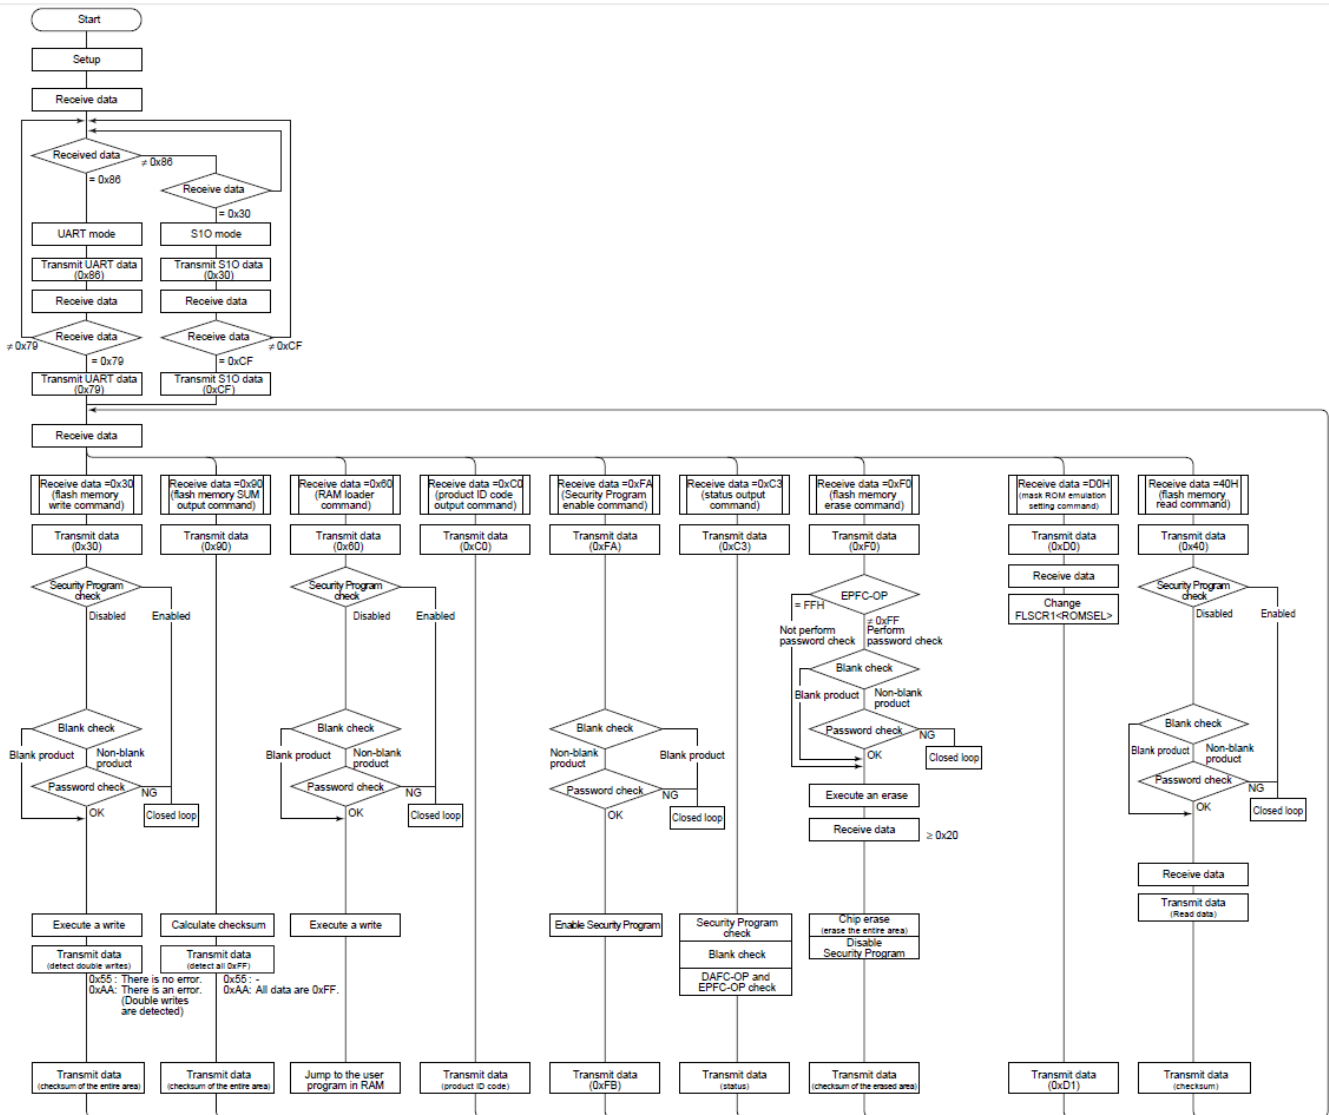 Start
Setup
Receive data
Received data
≠ 0x86
= 0x86
Receive data
= 0x30
UART mode
S1O mode
Transmit UART data
(0x86)
Transmit S1O data
(0x30)
Receive data
Receive data
Receive data
≠ 0x79
= 0x79
Receive data
≠ 0xCF
= 0xCF
Transmit UART data
(0x79)
Transmit S1O data
(0xCF)
Receive data
Receive data =0x30
(flash memory
write command)
Receive data =0x90
(flash memory SUM
output command)
Receive data =0x60
(RAM loader
command)
Receive data =0xC0
(product ID code
output command)
Receive data =0xFA
(Security Program
enable command)
Receive data =0xC3
(status output
command)
Receive data =0xF0
(flash memory
erase command)
Receive data =D0H
(mask ROM emulation
setting command)
Receive data =40H
(flash memory
read command)
Transmit data
(0x30)
Transmit data
(0x90)
Transmit data
(0x60)
Transmit data
(0xC0)
Transmit data
(0xFA)
Transmit data
(0xC3)
Transmit data
(0xF0)
Transmit data
(0xD0)
Transmit data
(0x40)
Security Program
check
Disabled
Enabled
Security Program
check
Disabled
Enabled
EPFC-OP
= FFH
≠ 0xFF
Not perform
password check
Perform
password check
Receive data
Change
FLSCR1<ROMSEL>
Security Program
check
Disabled
Enabled
Blank check
Blank product
Non-blank
product
Password check
NG
OK
Closed loop
Blank check
Blank product
Non-blank
product
Password check
NG
OK
Closed loop
Blank check
Non-blank
product
Blank product
Password check
NG
OK
Closed loop
Blank check
Blank product
Non-blank
product
Password check
NG
OK
Closed loop
Execute an erase
Receive data
≥ 0x20
Blank check
Blank product
Non-blank
product
Password check
NG
OK
Closed loop
Receive data
Transmit data
(Read data)
Execute a write
Calculate checksum
Execute a write
Enable Security Program
Security Program
check
Blank check
DAFC-OP and
EPFC-OP check
Chip erase
(erase the entire area)
Disable
Security Program
Transmit data
(detect double writes)
0x55 : There is no error.
0xAA: There is an error.
(Double writes
are detected)
Transmit data
(detect all 0xFF)
0x55 : -
0xAA: All data are 0xFF.
Transmit data
(checksum of the entire area)
Transmit data
(checksum of the entire area)
Jump to the user
program in RAM
Transmit data
(product ID code)
Transmit data
(0xFB)
Transmit data
(status)
Transmit data
(checksum of the erased area)
Transmit data
(0xD1)
Transmit data
(checksum)